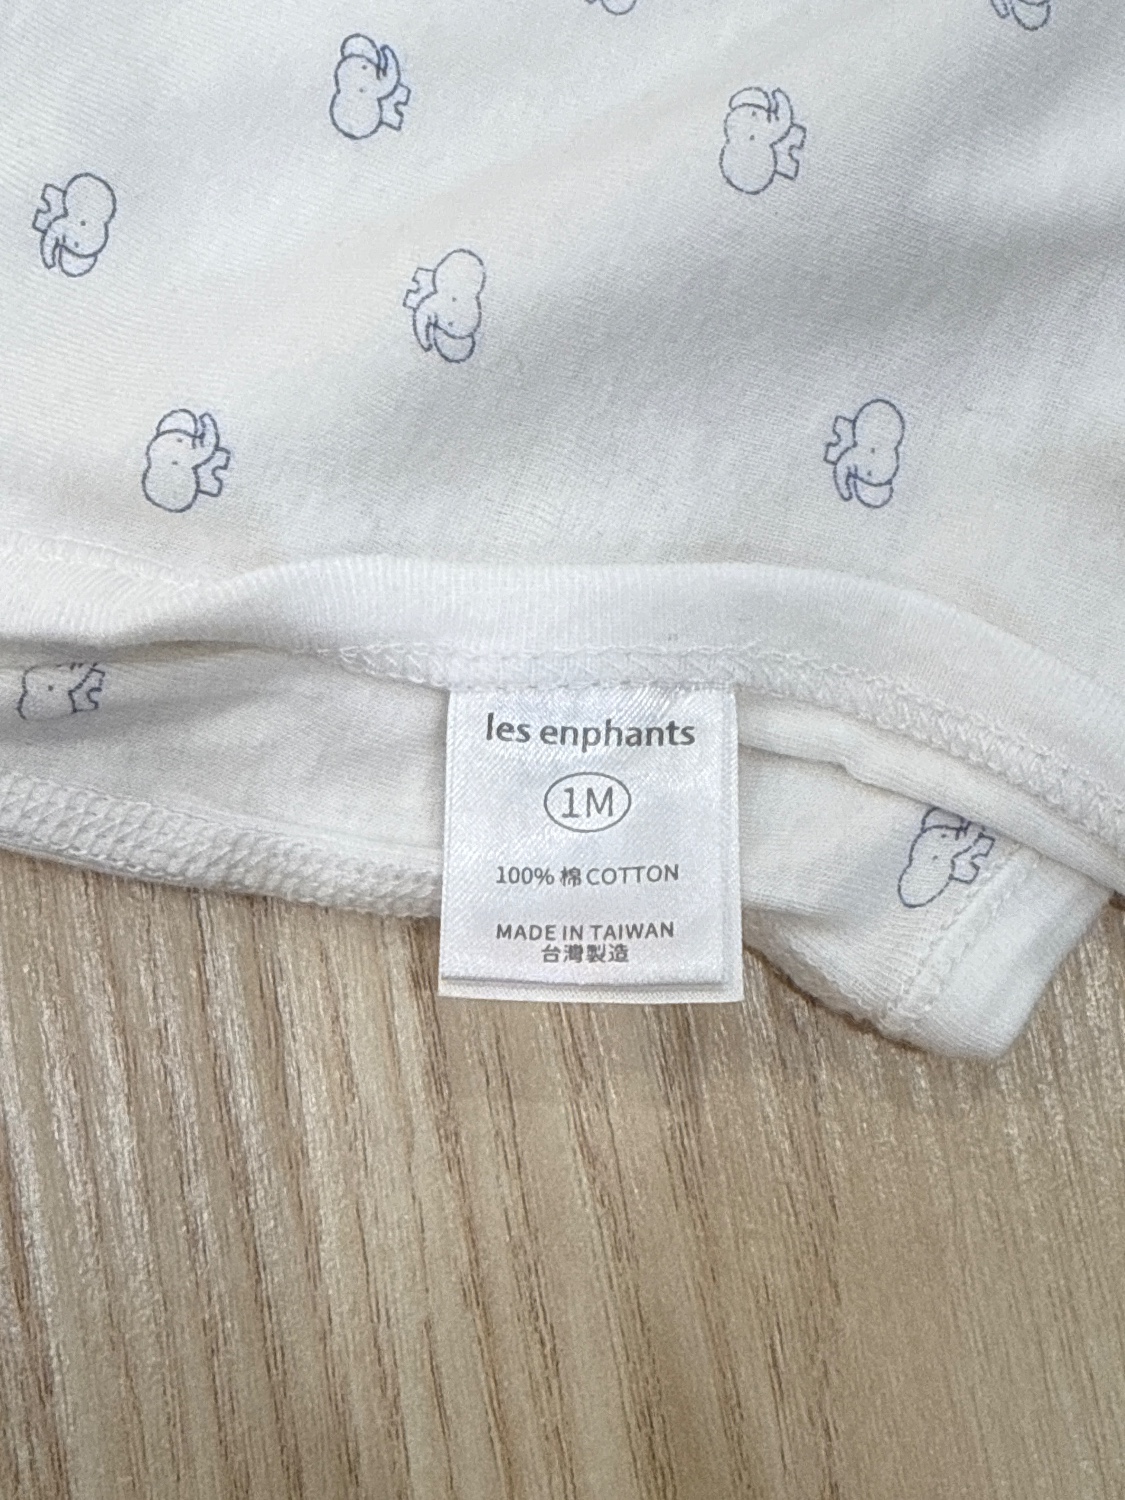 les enphants
1M
100% 棉 COTTON
MADE IN TAIWAN
台灣製造